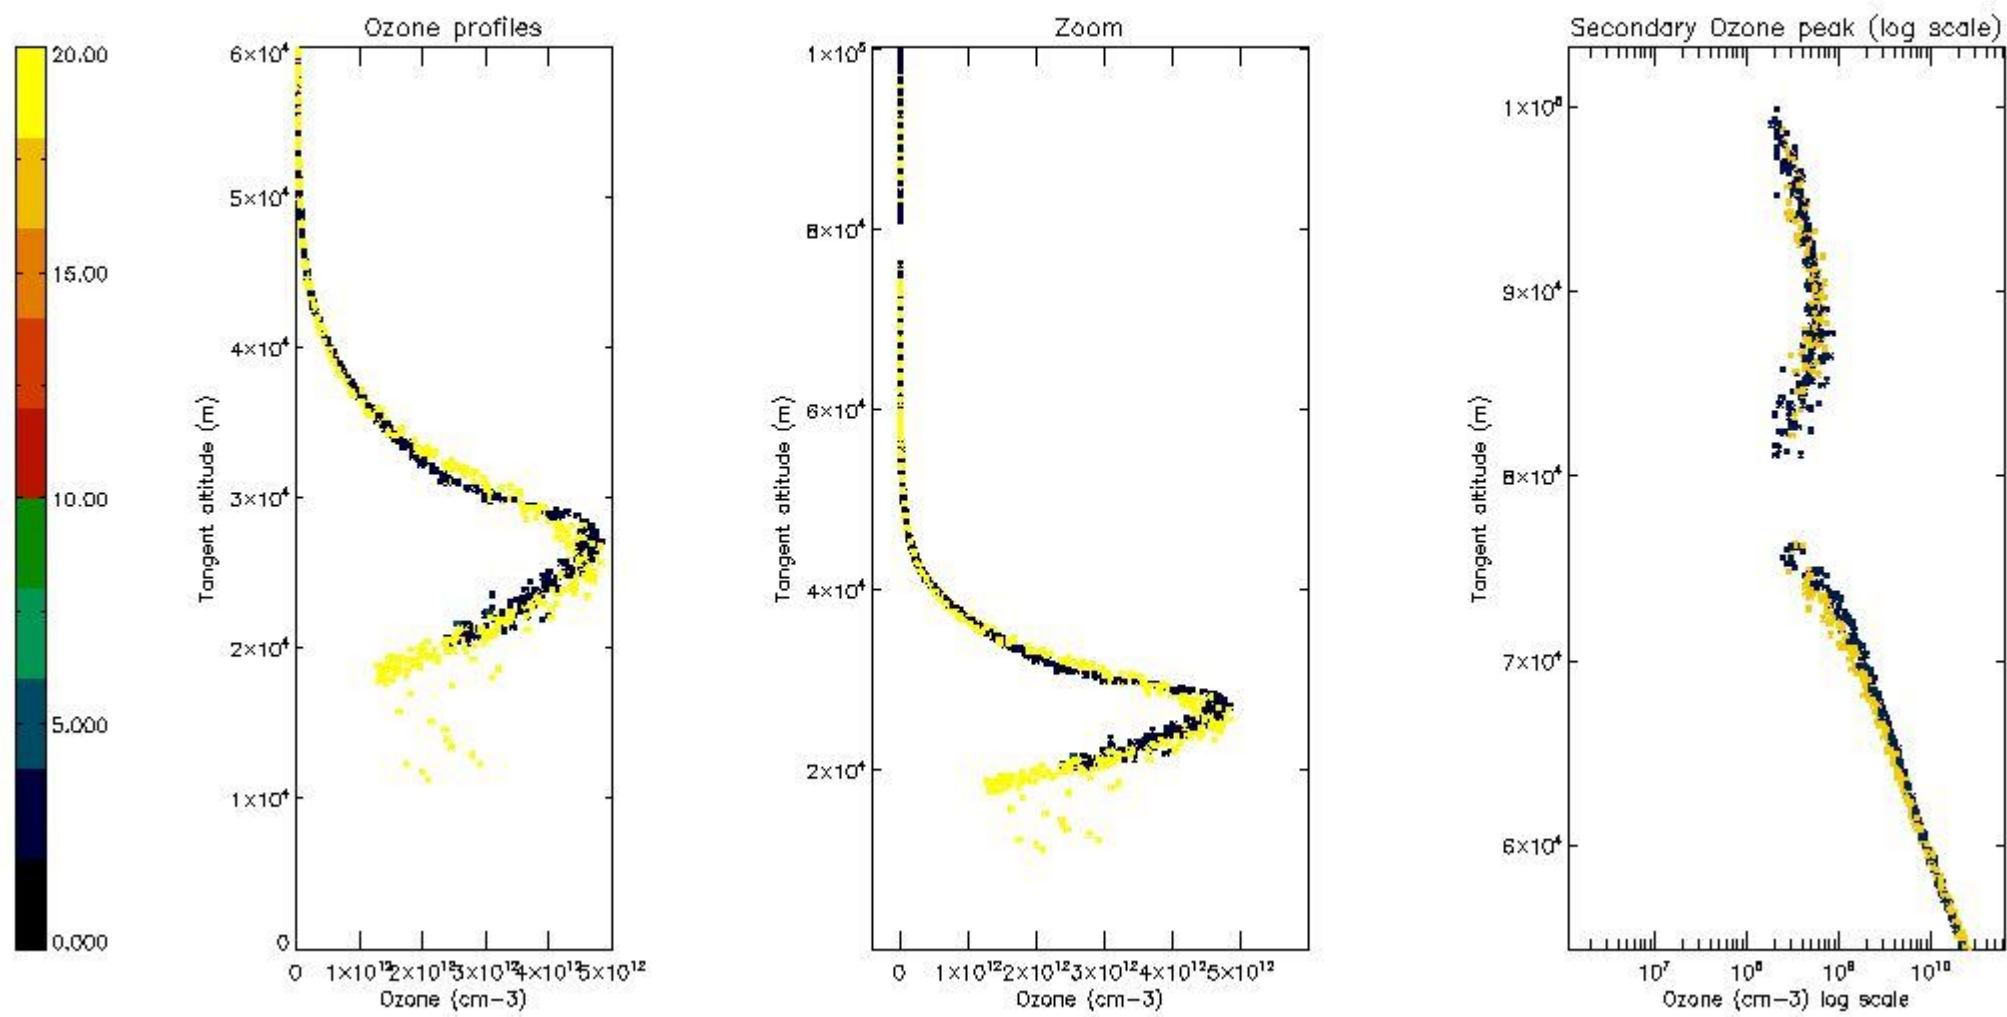 Ozone profiles
Zoom
Secondary Ozone peak (log scale)
20.00
15.00
10.00
5.000
0.000
6×10⁴
5×10⁴
4×10⁴
3×10⁴
2×10⁴
1×10⁴
0
Tangent altitude (m)
0 1×10¹² 2×10¹² 3×10¹² 4×10¹² 5×10¹²
Ozone (cm-3)
1×10⁵
8×10⁴
6×10⁴
4×10⁴
2×10⁴
Tangent altitude (m)
0 1×10¹² 2×10¹² 3×10¹² 4×10¹² 5×10¹²
Ozone (cm-3)
1×10⁵
9×10⁴
8×10⁴
7×10⁴
6×10⁴
Tangent altitude (m)
10⁷ 10⁸ 10⁹ 10¹⁰
Ozone (cm-3) log scale